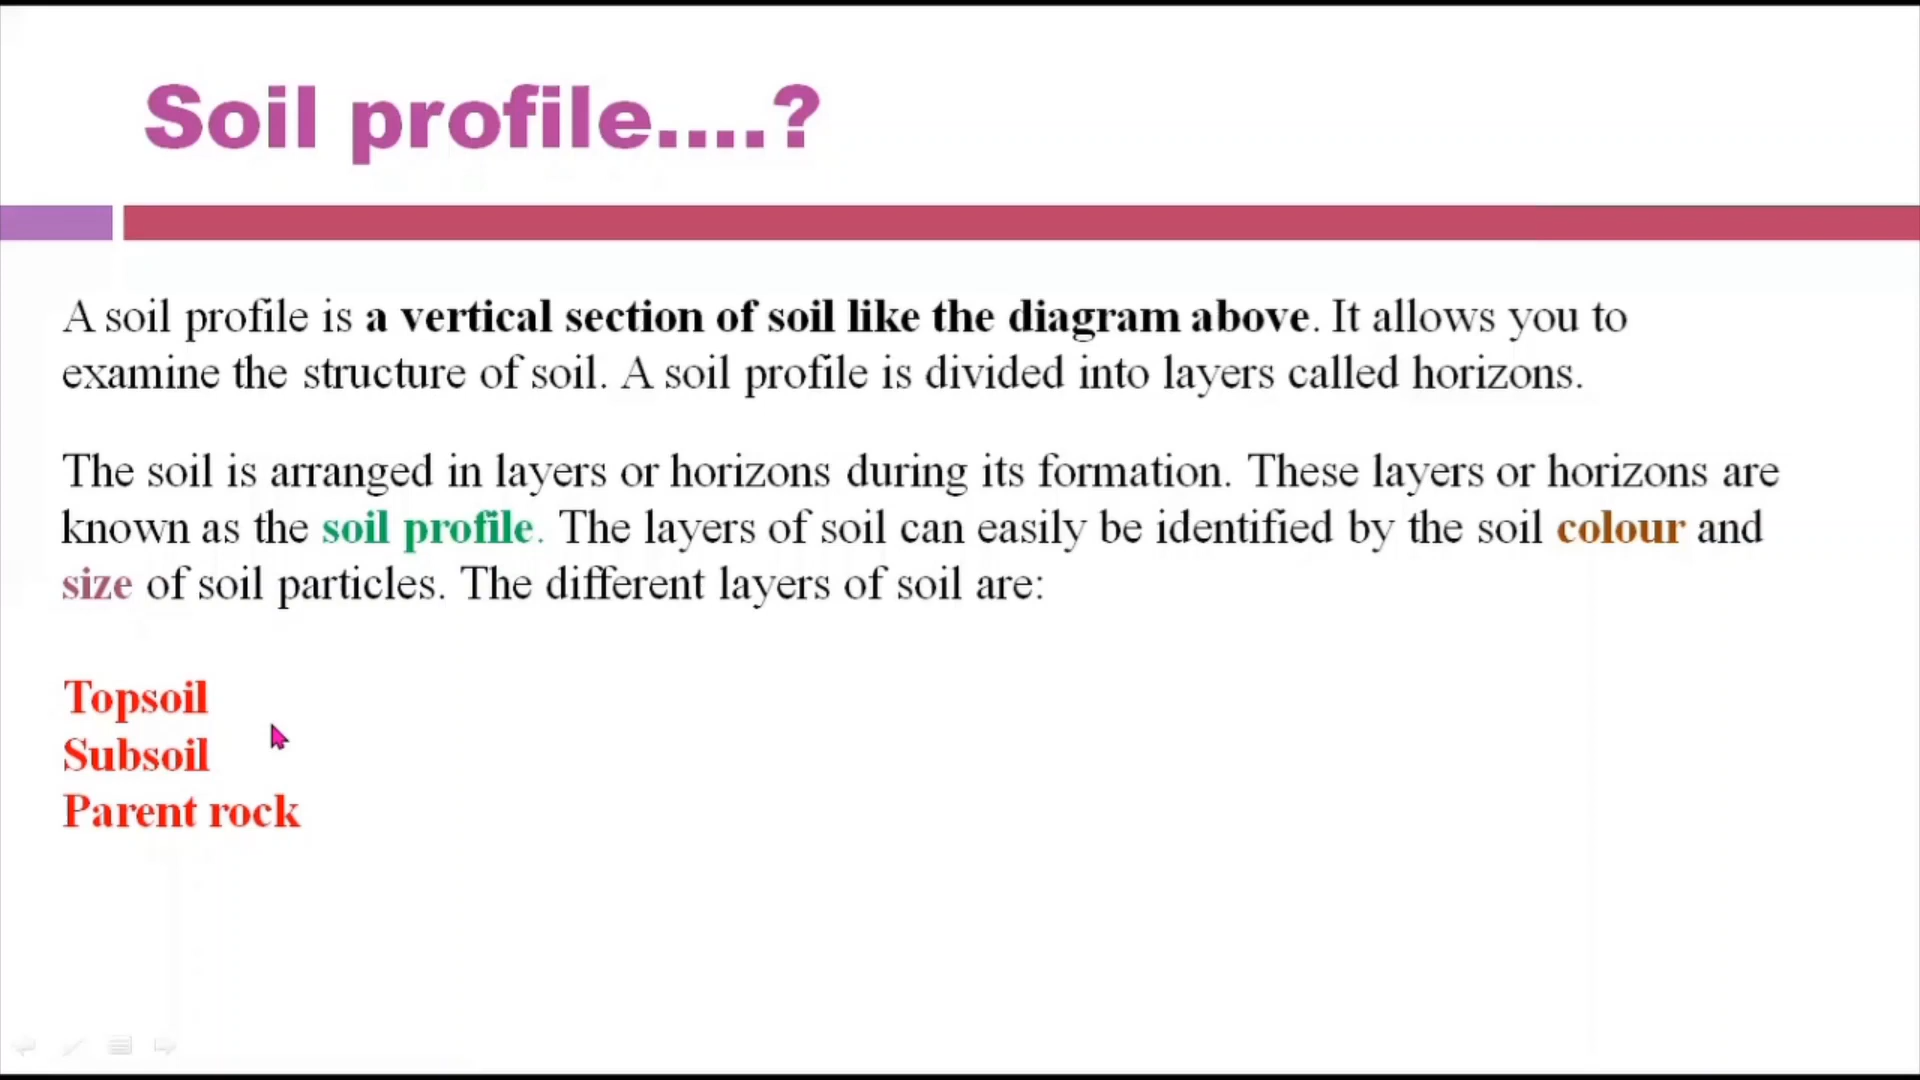 Soil profile....?
A soil profile is a vertical section of soil like the diagram above. It allows you to
examine the structure of soil. A soil profile is divided into layers called horizons.
The soil is arranged in layers or horizons during its formation. These layers or horizons are
known as the soil profile. The layers of soil can easily be identified by the soil colour and
size of soil particles. The different layers of soil are:
Topsoil
Subsoil
Parent rock